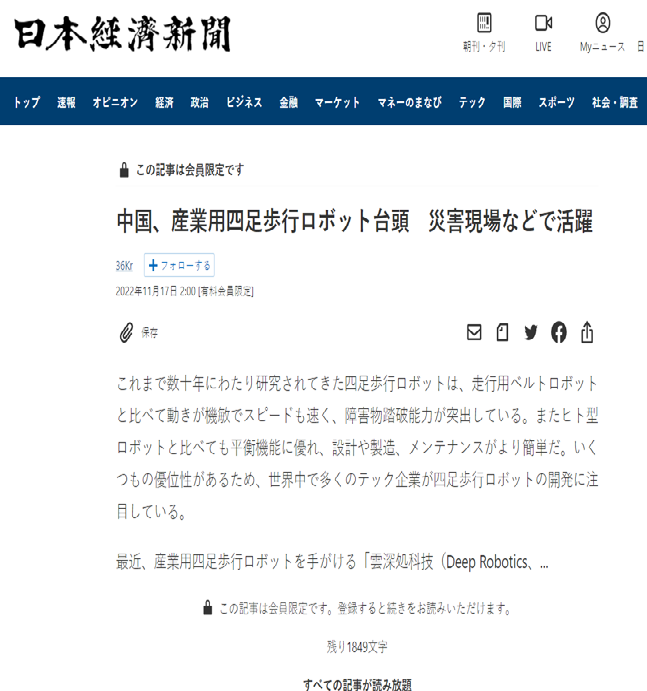 日本経済新聞
朝刊・夕刊 LIVE Myニュース 日
トップ 速報 オピニオン 経済 政治 ビジネス 金融 マーケット マネーのまなび テック 国際 スポーツ 社会・調査
この記事は会員限定です
中国、産業用四足歩行ロボット台頭　災害現場などで活躍
36Kr + フォローする
2022年11月17日 2:00 [有料会員限定]
保存
これまで数十年にわたり研究されてきた四足歩行ロボットは、走行用ベルトロボット
と比べて動きが機敏でスピードも速く、障害物踏破能力が突出している。またヒト型
ロボットと比べても平衡機能に優れ、設計や製造、メンテナンスがより簡単だ。いく
つもの優位性があるため、世界中で多くのテック企業が四足歩行ロボットの開発に注
目している。
最近、産業用四足歩行ロボットを手がける「雲深処科技（Deep Robotics、...
この記事は会員限定です。登録すると続きをお読みいただけます。
残り1849文字
すべての記事が読み放題